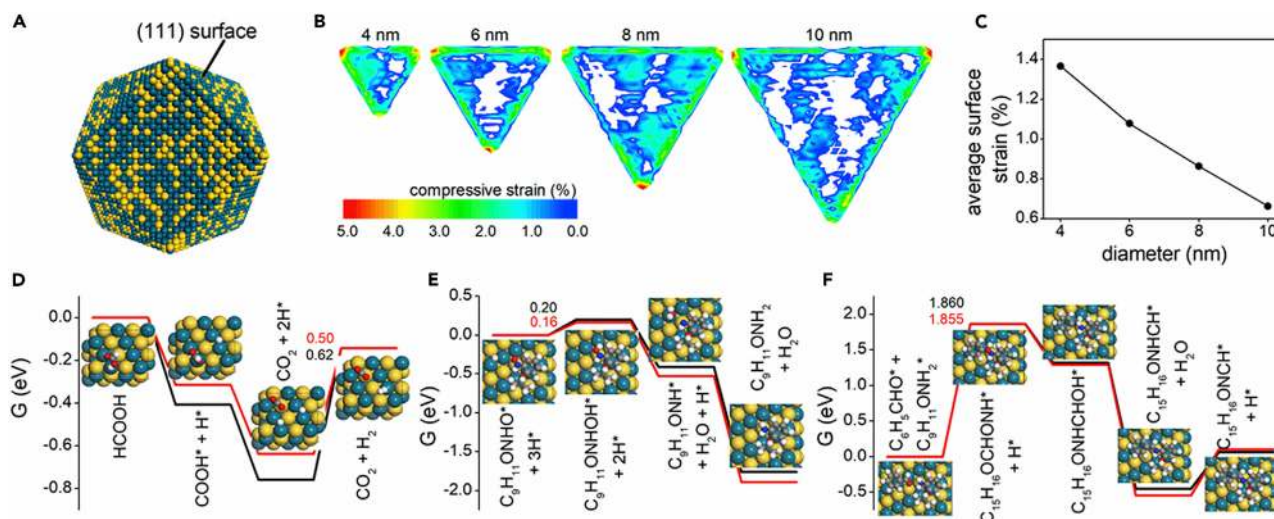 A
(111) surface
B
4 nm
6 nm
8 nm
10 nm
compressive strain (%)
5.0 4.0 3.0 2.0 1.0 0.0
C
average surface
strain (%)
1.4
1.2
1.0
0.8
0.6
4 6 8 10
diameter (nm)
D
G (eV)
0.0
-0.2
-0.4
-0.6
-0.8
HCOOH
COOH* + H*
CO₂ + 2H*
0.50
0.62
CO₂ + H₂
E
G (eV)
0.5
0.0
-0.5
-1.0
-1.5
-2.0
0.20
0.16
C₉H₁₁ONHO*
+ 3H*
C₉H₁₁ONHOH*
+ 2H*
C₉H₁₁ONH*
+ H₂O + H*
C₉H₁₁ONH₂
+ H₂O
F
G (eV)
2.0
1.5
1.0
0.5
0.0
-0.5
1.860
1.855
C₆H₅CHO* +
C₉H₁₁ONH₂*
C₁₅H₁₆OCHONH*
+ H*
C₁₅H₁₆ONHCHOH*
C₁₅H₁₆ONHCH*
+ H₂O
C₁₅H₁₆ONCH*
+ H*